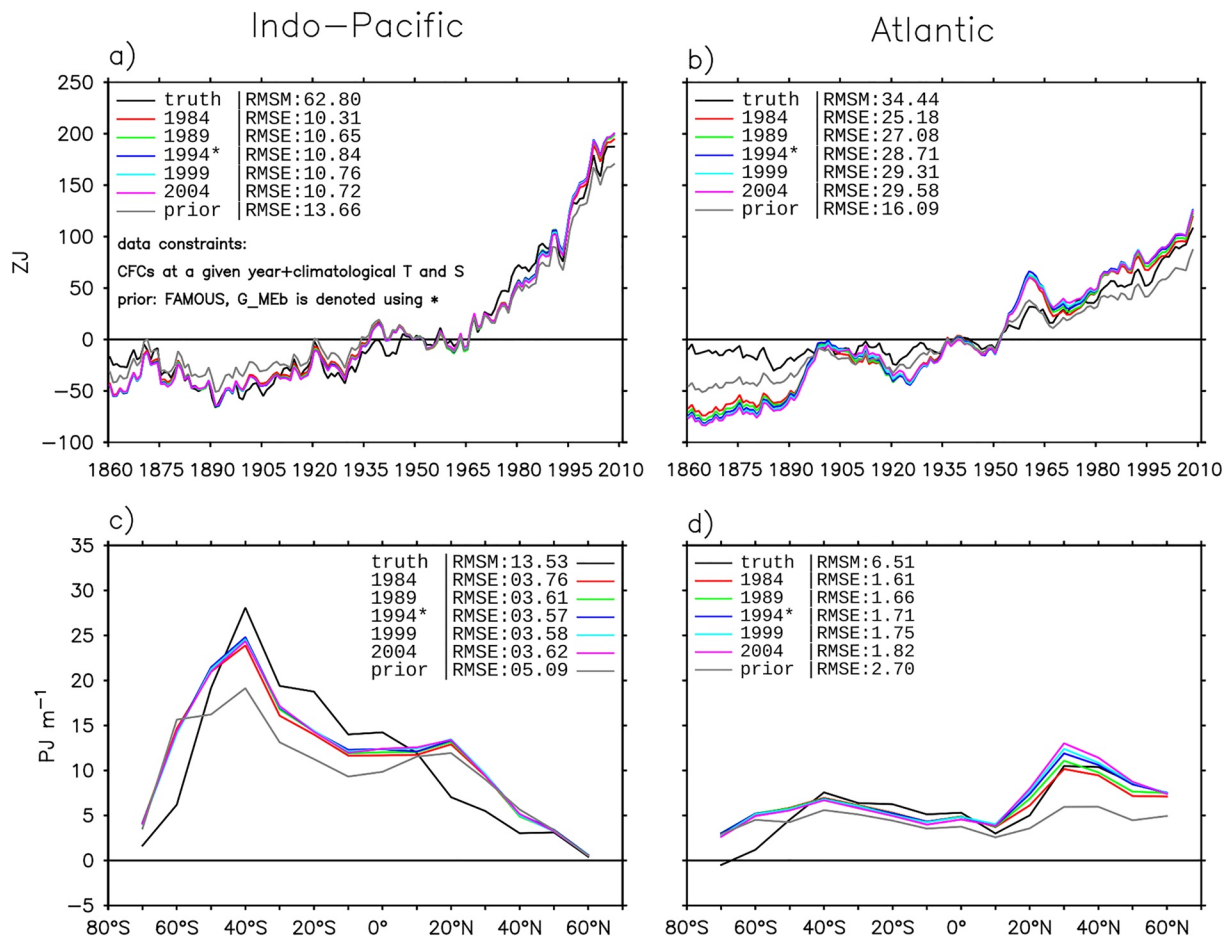 Indo−Pacific
Atlantic
a)
b)
ZJ
250
200
150
100
50
0
−50
−100
truth |RMSM:62.80
1984 |RMSE:10.31
1989 |RMSE:10.65
1994* |RMSE:10.84
1999 |RMSE:10.76
2004 |RMSE:10.72
prior |RMSE:13.66
data constraints:
CFCs at a given year+climatological T and S
prior: FAMOUS, G_MEb is denoted using *
truth |RMSM:34.44
1984 |RMSE:25.18
1989 |RMSE:27.08
1994* |RMSE:28.71
1999 |RMSE:29.31
2004 |RMSE:29.58
prior |RMSE:16.09
1860 1875 1890 1905 1920 1935 1950 1965 1980 1995 2010
1860 1875 1890 1905 1920 1935 1950 1965 1980 1995 2010
c)
d)
PJ m⁻¹
35
30
25
20
15
10
5
0
−5
truth |RMSM:13.53
1984 |RMSE:03.76
1989 |RMSE:03.61
1994* |RMSE:03.57
1999 |RMSE:03.58
2004 |RMSE:03.62
prior |RMSE:05.09
truth |RMSM:6.51
1984 |RMSE:1.61
1989 |RMSE:1.66
1994* |RMSE:1.71
1999 |RMSE:1.75
2004 |RMSE:1.82
prior |RMSE:2.70
80°S 60°S 40°S 20°S 0° 20°N 40°N 60°N
80°S 60°S 40°S 20°S 0° 20°N 40°N 60°N